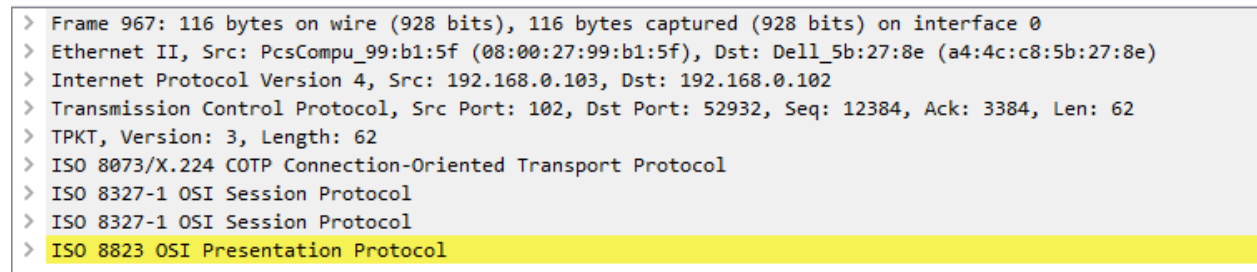 > Frame 967: 116 bytes on wire (928 bits), 116 bytes captured (928 bits) on interface 0
> Ethernet II, Src: PcsCompu_99:b1:5f (08:00:27:99:b1:5f), Dst: Dell_5b:27:8e (a4:4c:c8:5b:27:8e)
> Internet Protocol Version 4, Src: 192.168.0.103, Dst: 192.168.0.102
> Transmission Control Protocol, Src Port: 102, Dst Port: 52932, Seq: 12384, Ack: 3384, Len: 62
> TPKT, Version: 3, Length: 62
> ISO 8073/X.224 COTP Connection-Oriented Transport Protocol
> ISO 8327-1 OSI Session Protocol
> ISO 8327-1 OSI Session Protocol
> ISO 8823 OSI Presentation Protocol